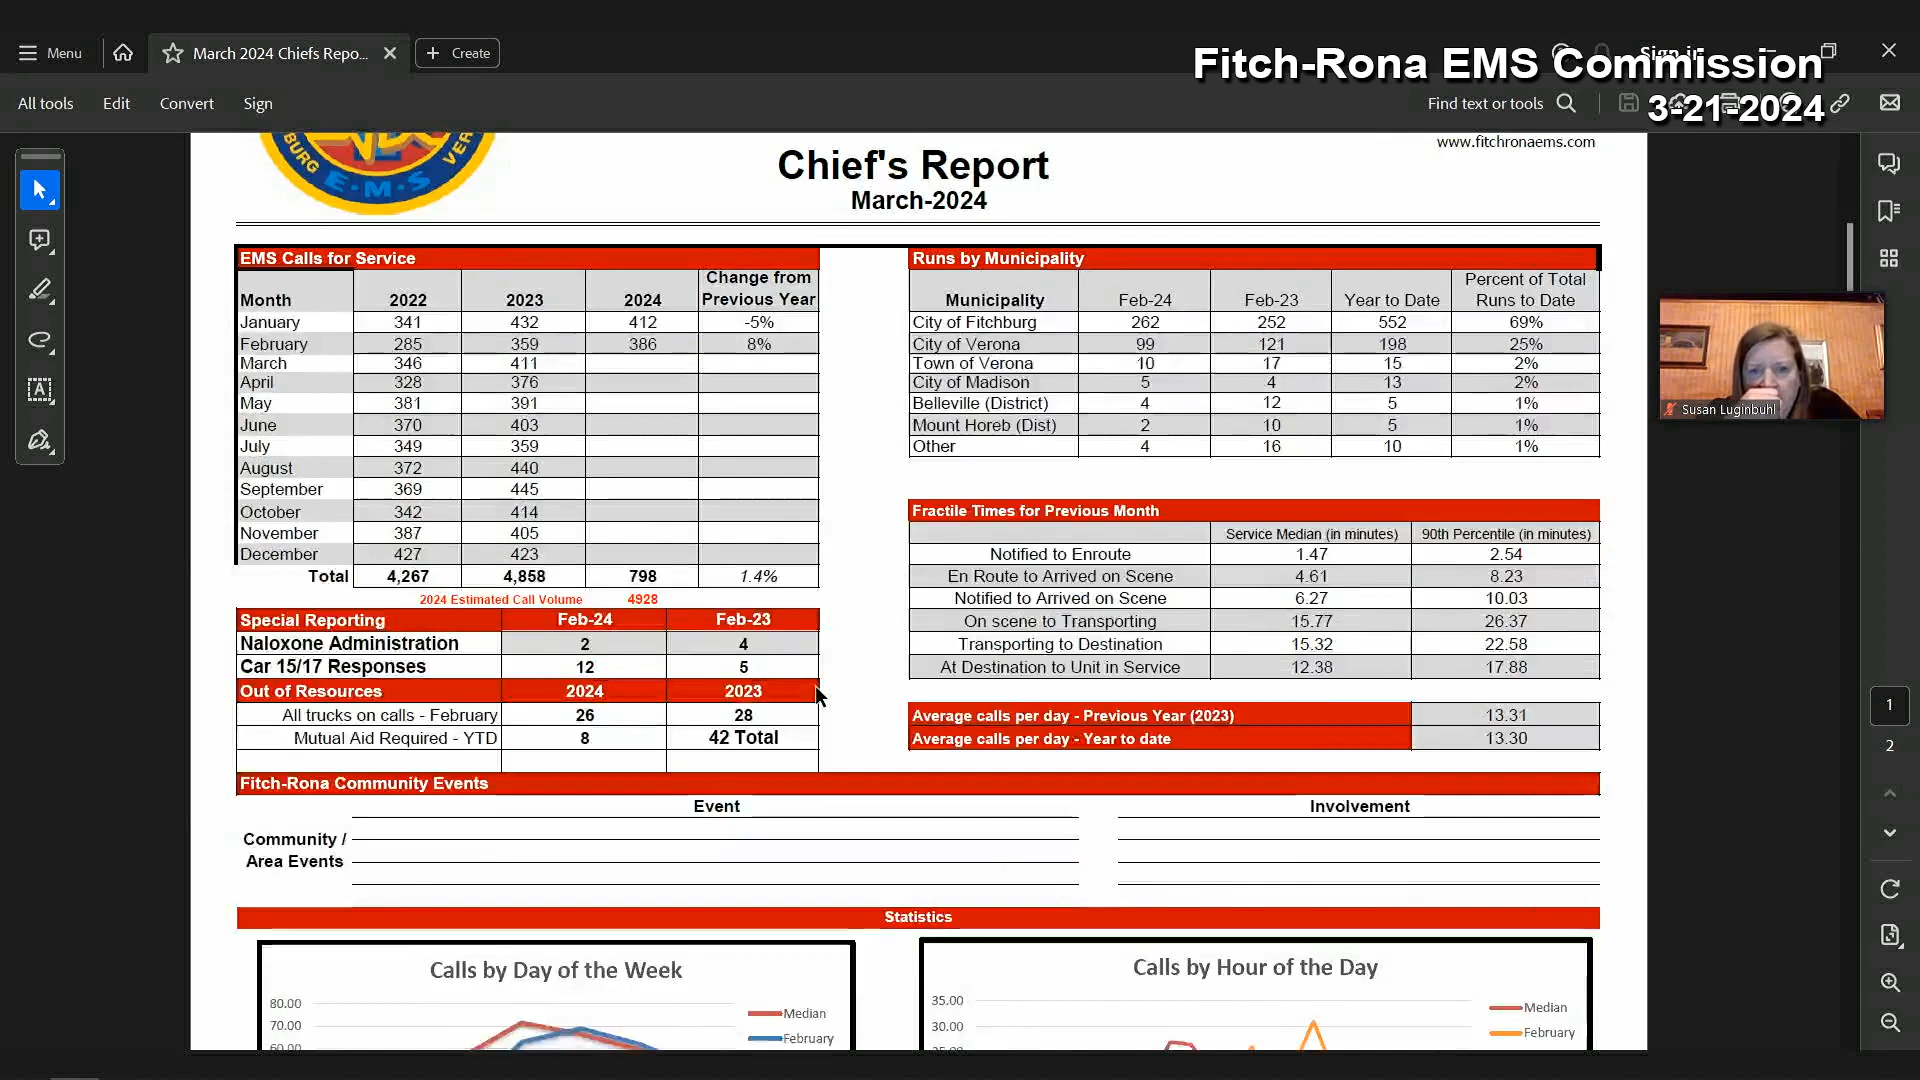 Menu
March 2024 Chiefs Repo...
Create
Fitch-Rona EMS Commission
3-21-2024
All tools Edit Convert Sign
Find text or tools
BURG E·M·S VER
www.fitchronaems.com
Chief's Report
March-2024
EMS Calls for Service
Month 2022 2023 2024 Change from Previous Year
January 341 432 412 -5%
February 285 359 386 8%
March 346 411
April 328 376
May 381 391
June 370 403
July 349 359
August 372 440
September 369 445
October 342 414
November 387 405
December 427 423
Total 4,267 4,858 798 1.4%
2024 Estimated Call Volume 4928
Special Reporting Feb-24 Feb-23
Naloxone Administration 2 4
Car 15/17 Responses 12 5
Out of Resources 2024 2023
All trucks on calls - February 26 28
Mutual Aid Required - YTD 8 42 Total
Runs by Municipality
Municipality Feb-24 Feb-23 Year to Date Percent of Total Runs to Date
City of Fitchburg 262 252 552 69%
City of Verona 99 121 198 25%
Town of Verona 10 17 15 2%
City of Madison 5 4 13 2%
Belleville (District) 4 12 5 1%
Mount Horeb (Dist) 2 10 5 1%
Other 4 16 10 1%
Fractile Times for Previous Month
Service Median (in minutes) 90th Percentile (in minutes)
Notified to Enroute 1.47 2.54
En Route to Arrived on Scene 4.61 8.23
Notified to Arrived on Scene 6.27 10.03
On scene to Transporting 15.77 26.37
Transporting to Destination 15.32 22.58
At Destination to Unit in Service 12.38 17.88
Average calls per day - Previous Year (2023) 13.31
Average calls per day - Year to date 13.30
Fitch-Rona Community Events
Event Involvement
Community /
Area Events
Statistics
Calls by Day of the Week
80.00
70.00
60.00
Median
February
Calls by Hour of the Day
35.00
30.00
Median
February
Susan Luginbuhl
1
2